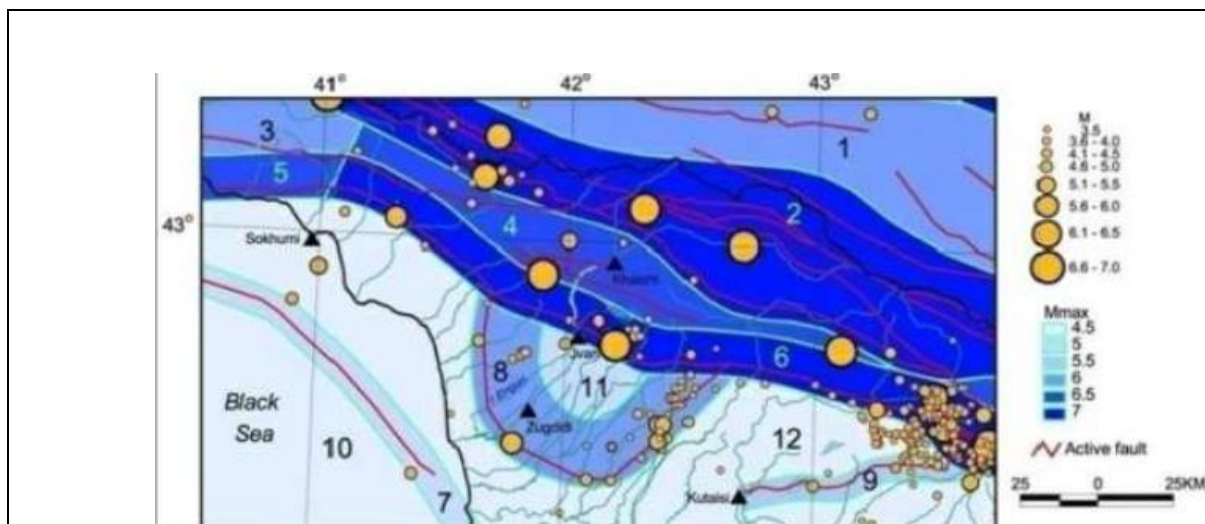 41°
42°
43°
M
3.5
3.6 - 4.0
4.1 - 4.5
4.6 - 5.0
5.1 - 5.5
5.6 - 6.0
6.1 - 6.5
6.6 - 7.0
3
1
5
2
4
43°
Sokhumi
Khaishi
Mmax
4.5
5
5.5
6
6.5
7
6
Jvari
8
11
Enguri
Black
Sea
Zugdidi
10
12
Active fault
7
Kutaisi
9
25
0
25KM